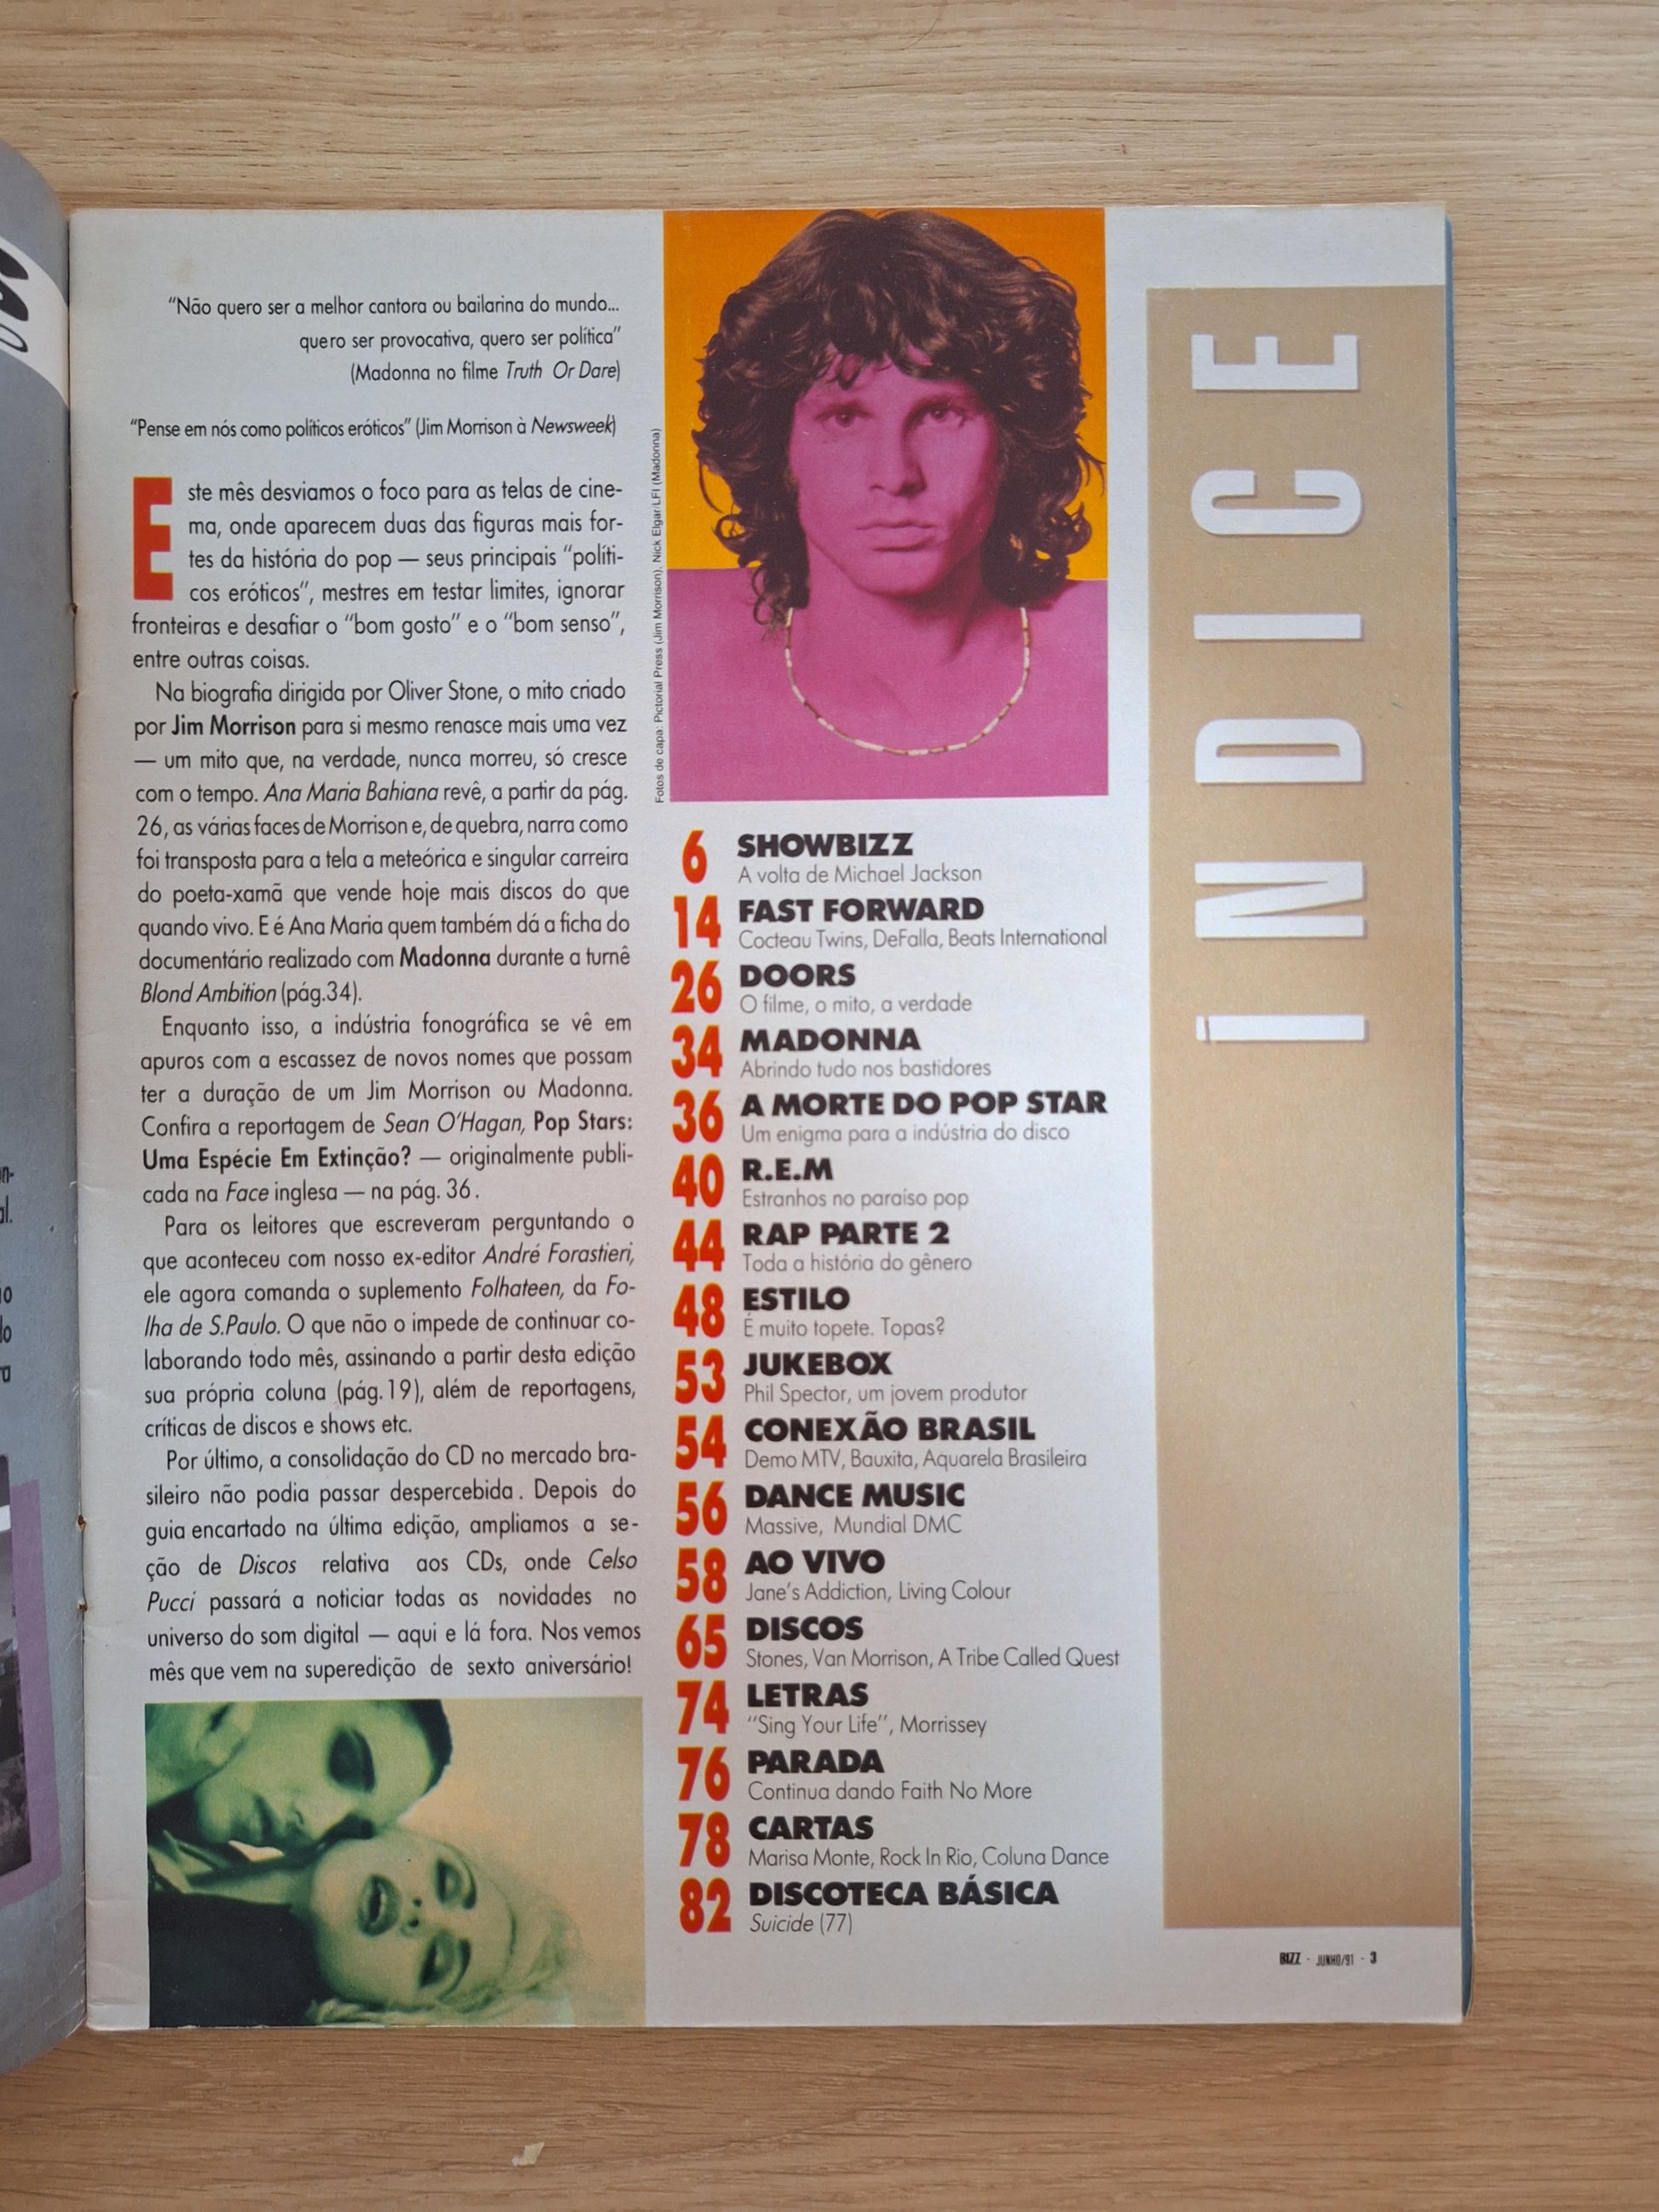 “Não quero ser a melhor cantora ou bailarina do mundo...
quero ser provocativa, quero ser política”
(Madonna no filme Truth Or Dare)
“Pense em nós como políticos eróticos” (Jim Morrison à Newsweek)
Este mês desviamos o foco para as telas de cine-
ma, onde aparecem duas das figuras mais for-
tes da história do pop — seus principais “políti-
cos eróticos”, mestres em testar limites, ignorar
fronteiras e desafiar o “bom gosto” e o “bom senso”,
entre outras coisas.
Na biografia dirigida por Oliver Stone, o mito criado
por Jim Morrison para si mesmo renasce mais uma vez
— um mito que, na verdade, nunca morreu, só cresce
com o tempo. Ana Maria Bahiana revê, a partir da pág.
26, as várias faces de Morrison e, de quebra, narra como
foi transposta para a tela a meteórica e singular carreira
do poeta-xamã que vende hoje mais discos do que
quando vivo. E é Ana Maria quem também dá a ficha do
documentário realizado com Madonna durante a turnê
Blond Ambition (pág.34).
Enquanto isso, a indústria fonográfica se vê em
apuros com a escassez de novos nomes que possam
ter a duração de um Jim Morrison ou Madonna.
Confira a reportagem de Sean O’Hagan, Pop Stars:
Uma Espécie Em Extinção? — originalmente publi-
cada na Face inglesa — na pág. 36.
Para os leitores que escreveram perguntando o
que aconteceu com nosso ex-editor André Forastieri,
ele agora comanda o suplemento Folhateen, da Fo-
lha de S.Paulo. O que não o impede de continuar co-
laborando todo mês, assinando a partir desta edição
sua própria coluna (pág.19), além de reportagens,
críticas de discos e shows etc.
Por último, a consolidação do CD no mercado bra-
sileiro não podia passar despercebida. Depois do
guia encartado na última edição, ampliamos a se-
ção de Discos relativa aos CDs, onde Celso
Pucci passará a noticiar todas as novidades no
universo do som digital — aqui e lá fora. Nos vemos
mês que vem na superedição de sexto aniversário!
Fotos de capa: Pictorial Press (Jim Morrison), Nick Elgar/LFI (Madonna)
6 SHOWBIZZ
A volta de Michael Jackson
14 FAST FORWARD
Cocteau Twins, DeFalla, Beats International
26 DOORS
O filme, o mito, a verdade
34 MADONNA
Abrindo tudo nos bastidores
36 A MORTE DO POP STAR
Um enigma para a indústria do disco
40 R.E.M
Estranhos no paraíso pop
44 RAP PARTE 2
Toda a história do gênero
48 ESTILO
É muito topete. Topas?
53 JUKEBOX
Phil Spector, um jovem produtor
54 CONEXÃO BRASIL
Demo MTV, Bauxita, Aquarela Brasileira
56 DANCE MUSIC
Massive, Mundial DMC
58 AO VIVO
Jane’s Addiction, Living Colour
65 DISCOS
Stones, Van Morrison, A Tribe Called Quest
74 LETRAS
“Sing Your Life”, Morrissey
76 PARADA
Continua dando Faith No More
78 CARTAS
Marisa Monte, Rock In Rio, Coluna Dance
82 DISCOTECA BÁSICA
Suicide (77)
ÍNDICE
BIZZ - JUNHO/91 - 3